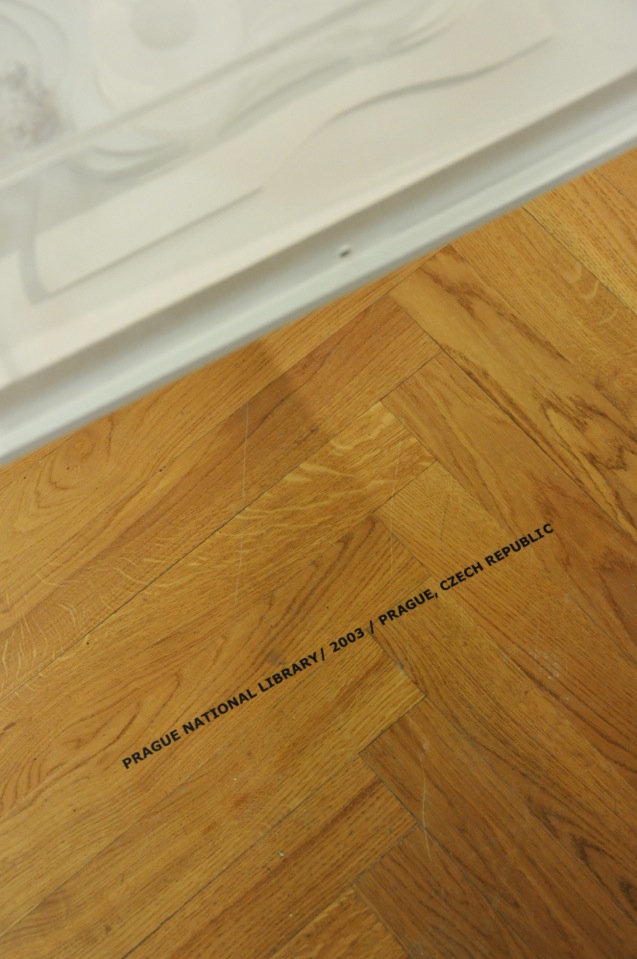 PRAGUE NATIONAL LIBRARY/ 2003 / PRAGUE, CZECH REPUBLIC